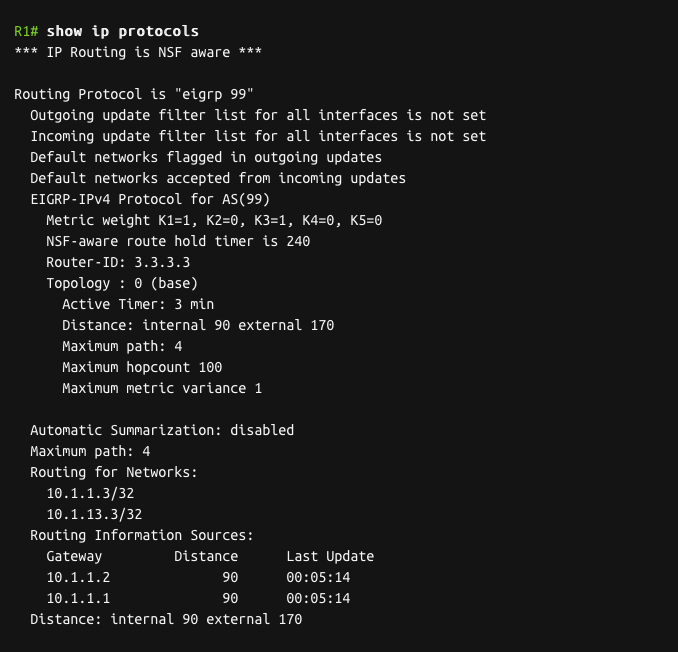 R1# show ip protocols
*** IP Routing is NSF aware ***
Routing Protocol is "eigrp 99"
Outgoing update filter list for all interfaces is not set
Incoming update filter list for all interfaces is not set
Default networks flagged in outgoing updates
Default networks accepted from incoming updates
EIGRP-IPv4 Protocol for AS(99)
Metric weight K1=1, K2=0, K3=1, K4=0, K5=0
NSF-aware route hold timer is 240
Router-ID: 3.3.3.3
Topology : 0 (base)
Active Timer: 3 min
Distance: internal 90 external 170
Maximum path: 4
Maximum hopcount 100
Maximum metric variance 1
Automatic Summarization: disabled
Maximum path: 4
Routing for Networks:
10.1.1.3/32
10.1.13.3/32
Routing Information Sources:
Gateway Distance Last Update
10.1.1.2 90 00:05:14
10.1.1.1 90 00:05:14
Distance: internal 90 external 170